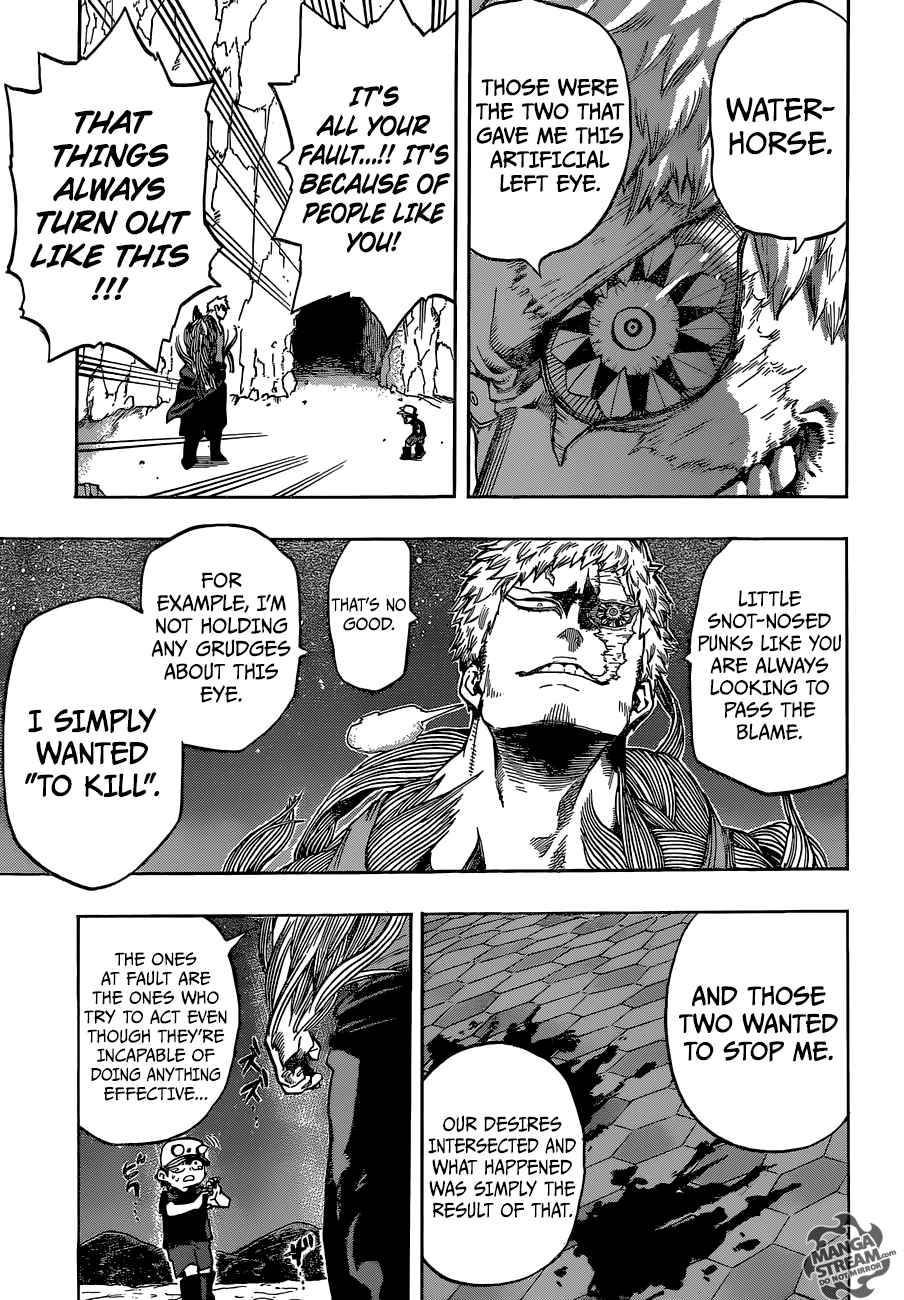 WATER-
HORSE.
THOSE WERE
THE TWO THAT
GAVE ME THIS
ARTIFICIAL
LEFT EYE.
IT'S
ALL YOUR
FAULT...!! IT'S
BECAUSE OF
PEOPLE LIKE
YOU!
THAT
THINGS
ALWAYS
TURN OUT
LIKE THIS
!!!
LITTLE
SNOT-NOSED
PUNKS LIKE YOU
ARE ALWAYS
LOOKING TO
PASS THE
BLAME.
THAT'S NO
GOOD.
FOR
EXAMPLE, I'M
NOT HOLDING
ANY GRUDGES
ABOUT THIS
EYE.
I SIMPLY
WANTED
"TO KILL".
AND THOSE
TWO WANTED
TO STOP ME.
OUR DESIRES
INTERSECTED AND
WHAT HAPPENED
WAS SIMPLY THE
RESULT OF THAT.
THE ONES
AT FAULT ARE
THE ONES WHO
TRY TO ACT EVEN
THOUGH THEY'RE
INCAPABLE OF
DOING ANYTHING
EFFECTIVE...
MANGA
STREAM.COM
DO NOT MIRROR!